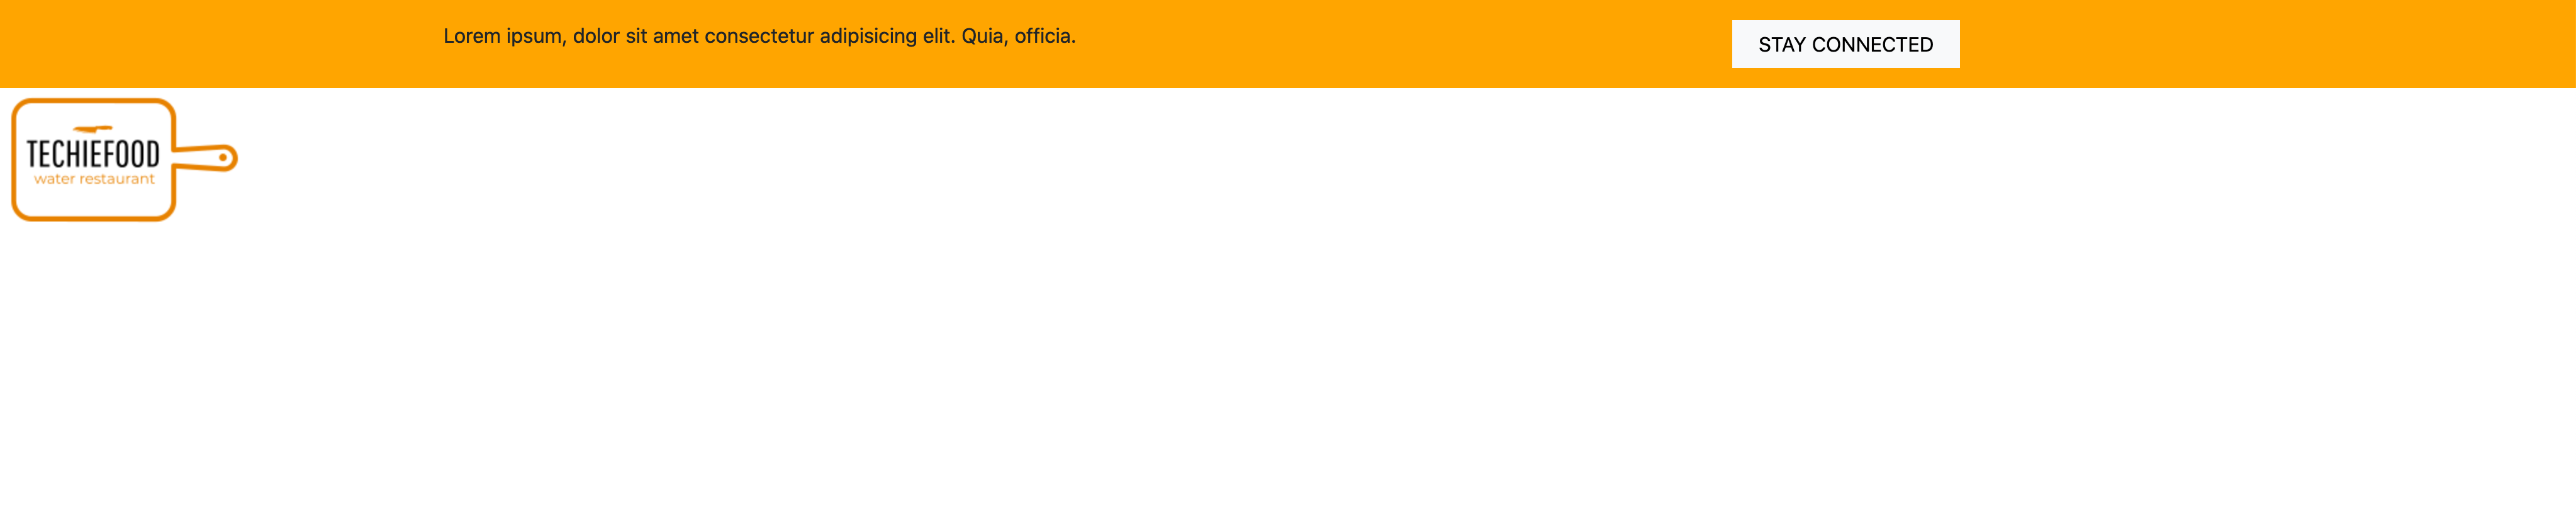 Lorem ipsum, dolor sit amet consectetur adipisicing elit. Quia, officia.
STAY CONNECTED
TECHIEFOOD
water restaurant